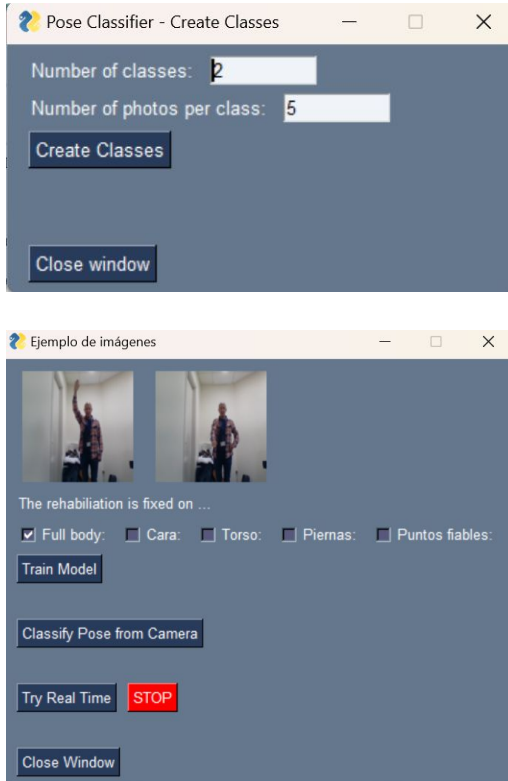 Pose Classifier - Create Classes
Number of classes: 2
Number of photos per class: 5
Create Classes
Close window
Ejemplo de imágenes
The rehabiliation is fixed on ...
Full body: Cara: Torso: Piernas: Puntos fiables:
Train Model
Classify Pose from Camera
Try Real Time STOP
Close Window